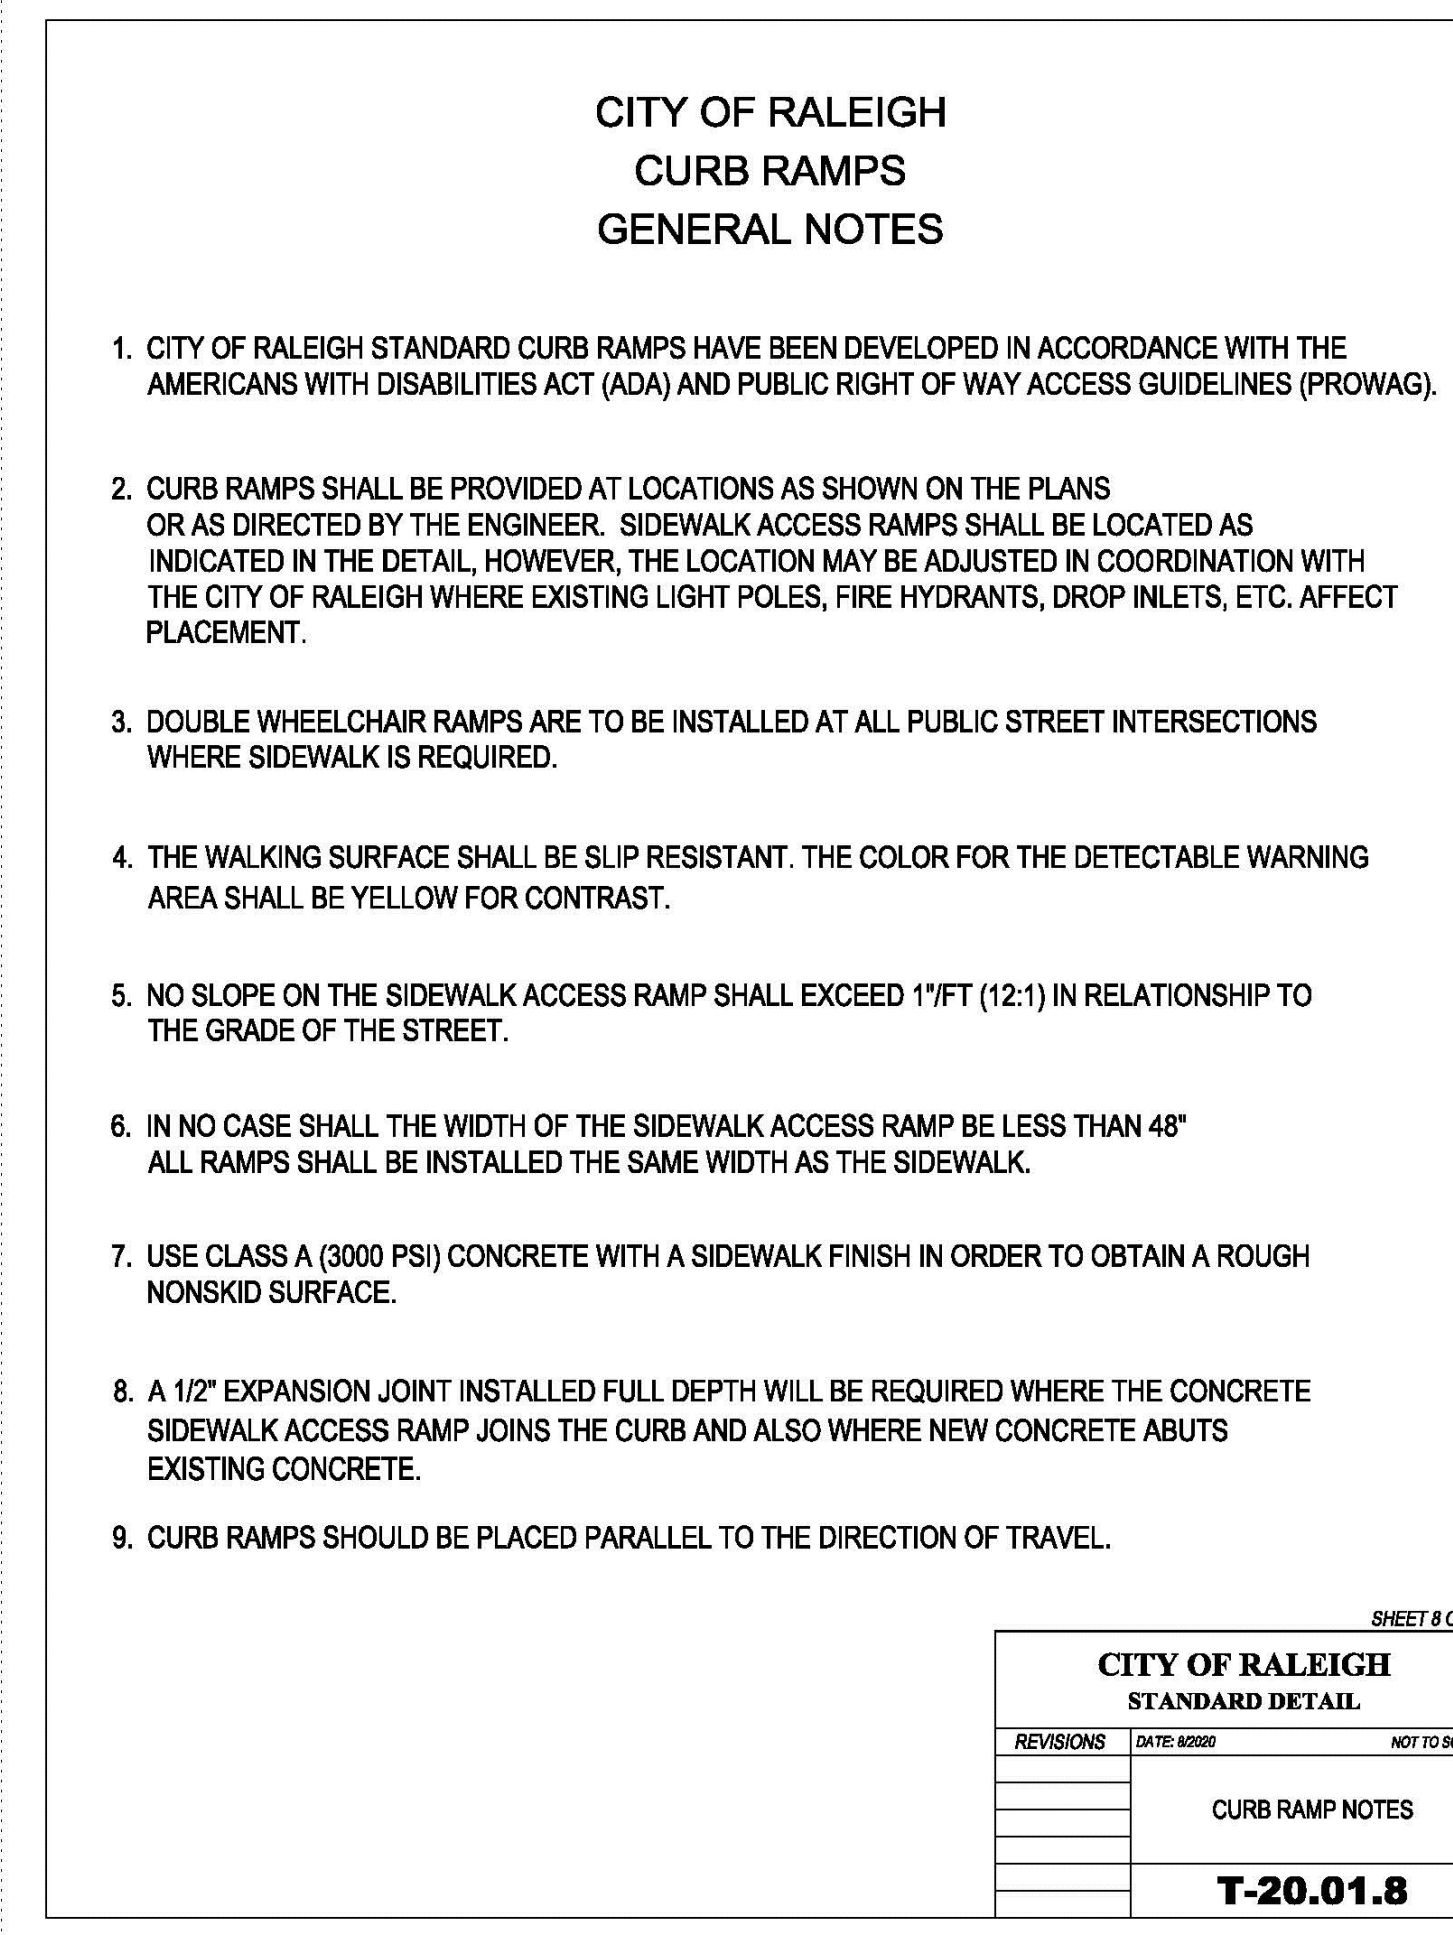 CITY OF RALEIGH
CURB RAMPS
GENERAL NOTES
1. CITY OF RALEIGH STANDARD CURB RAMPS HAVE BEEN DEVELOPED IN ACCORDANCE WITH THE
AMERICANS WITH DISABILITIES ACT (ADA) AND PUBLIC RIGHT OF WAY ACCESS GUIDELINES (PROWAG).
2. CURB RAMPS SHALL BE PROVIDED AT LOCATIONS AS SHOWN ON THE PLANS
OR AS DIRECTED BY THE ENGINEER. SIDEWALK ACCESS RAMPS SHALL BE LOCATED AS
INDICATED IN THE DETAIL, HOWEVER, THE LOCATION MAY BE ADJUSTED IN COORDINATION WITH
THE CITY OF RALEIGH WHERE EXISTING LIGHT POLES, FIRE HYDRANTS, DROP INLETS, ETC. AFFECT
PLACEMENT.
3. DOUBLE WHEELCHAIR RAMPS ARE TO BE INSTALLED AT ALL PUBLIC STREET INTERSECTIONS
WHERE SIDEWALK IS REQUIRED.
4. THE WALKING SURFACE SHALL BE SLIP RESISTANT. THE COLOR FOR THE DETECTABLE WARNING
AREA SHALL BE YELLOW FOR CONTRAST.
5. NO SLOPE ON THE SIDEWALK ACCESS RAMP SHALL EXCEED 1"/FT (12:1) IN RELATIONSHIP TO
THE GRADE OF THE STREET.
6. IN NO CASE SHALL THE WIDTH OF THE SIDEWALK ACCESS RAMP BE LESS THAN 48"
ALL RAMPS SHALL BE INSTALLED THE SAME WIDTH AS THE SIDEWALK.
7. USE CLASS A (3000 PSI) CONCRETE WITH A SIDEWALK FINISH IN ORDER TO OBTAIN A ROUGH
NONSKID SURFACE.
8. A 1/2" EXPANSION JOINT INSTALLED FULL DEPTH WILL BE REQUIRED WHERE THE CONCRETE
SIDEWALK ACCESS RAMP JOINS THE CURB AND ALSO WHERE NEW CONCRETE ABUTS
EXISTING CONCRETE.
9. CURB RAMPS SHOULD BE PLACED PARALLEL TO THE DIRECTION OF TRAVEL.
SHEET 8
CITY OF RALEIGH
STANDARD DETAIL
REVISIONS DATE: 8/2020 NOT TO
CURB RAMP NOTES
T-20.01.8